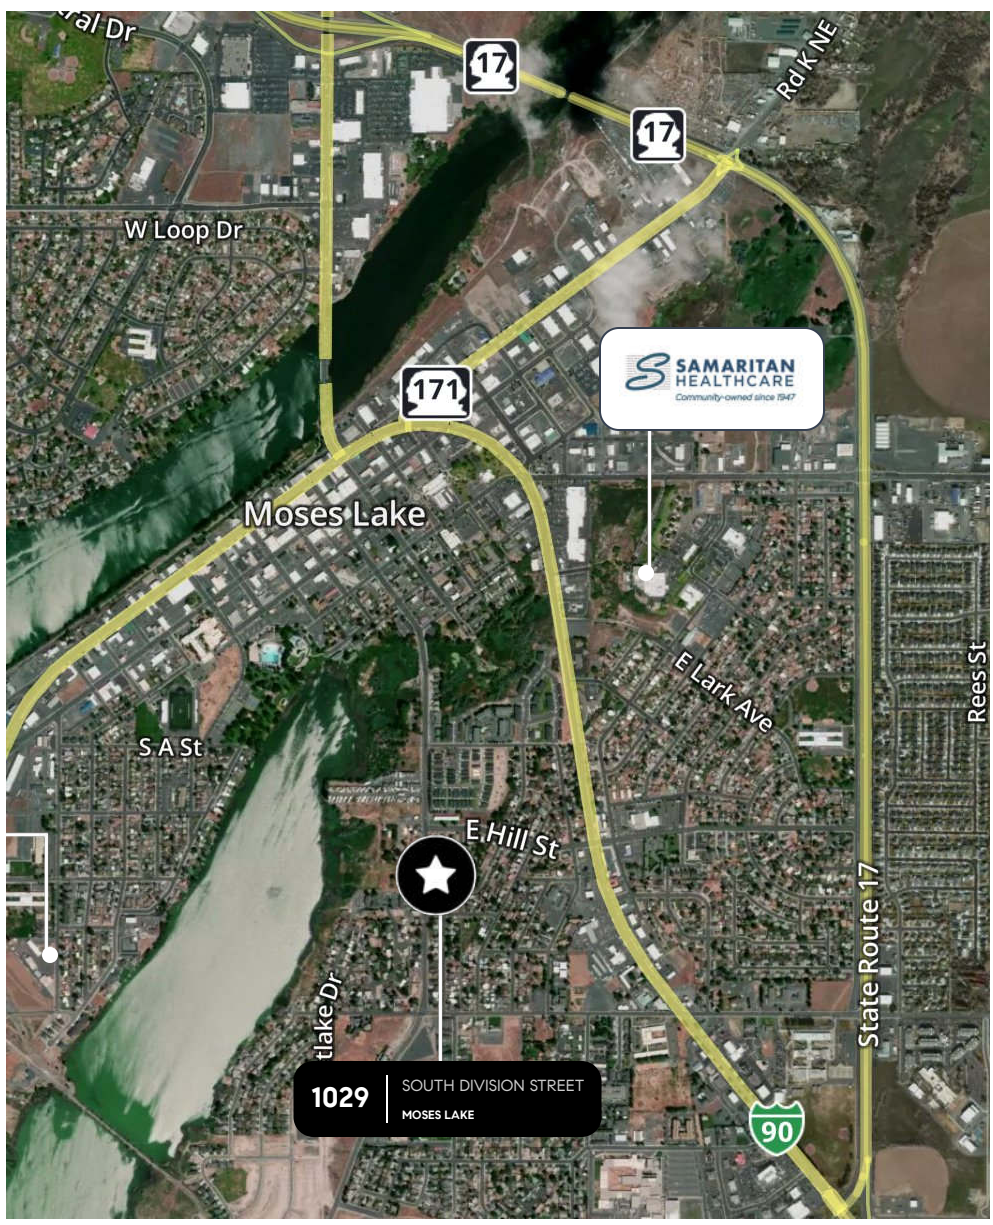 ral Dr
17
Rd K NE
17
W Loop Dr
SAMARITAN
HEALTHCARE
Community-owned since 1947
171
Moses Lake
E Lark Ave
Rees St
S A St
E Hill St
State Route 17
tlake Dr
1029
SOUTH DIVISION STREET
MOSES LAKE
90